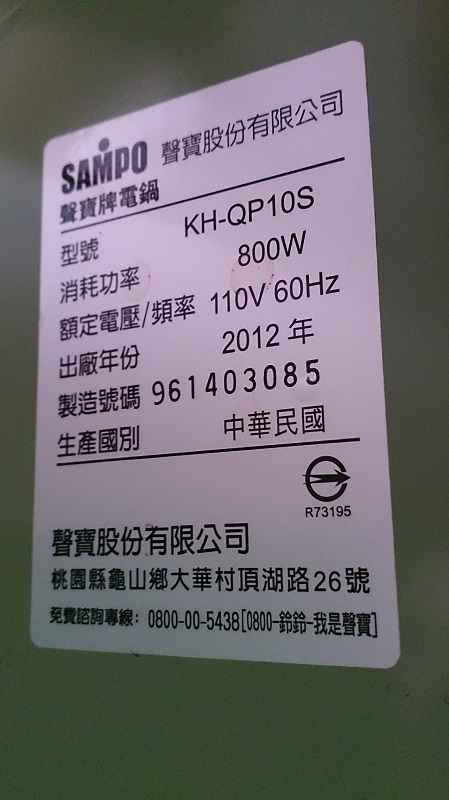 SAMPO 聲寶股份有限公司
聲寶牌電鍋
型號 KH-QP10S
消耗功率 800W
額定電壓/頻率 110V 60Hz
出廠年份 2012 年
製造號碼 961403085
生產國別 中華民國
R73195
聲寶股份有限公司
桃園縣龜山鄉大華村頂湖路26號
免費諮詢專線: 0800-00-5438[0800-鈴鈴-我是聲寶]